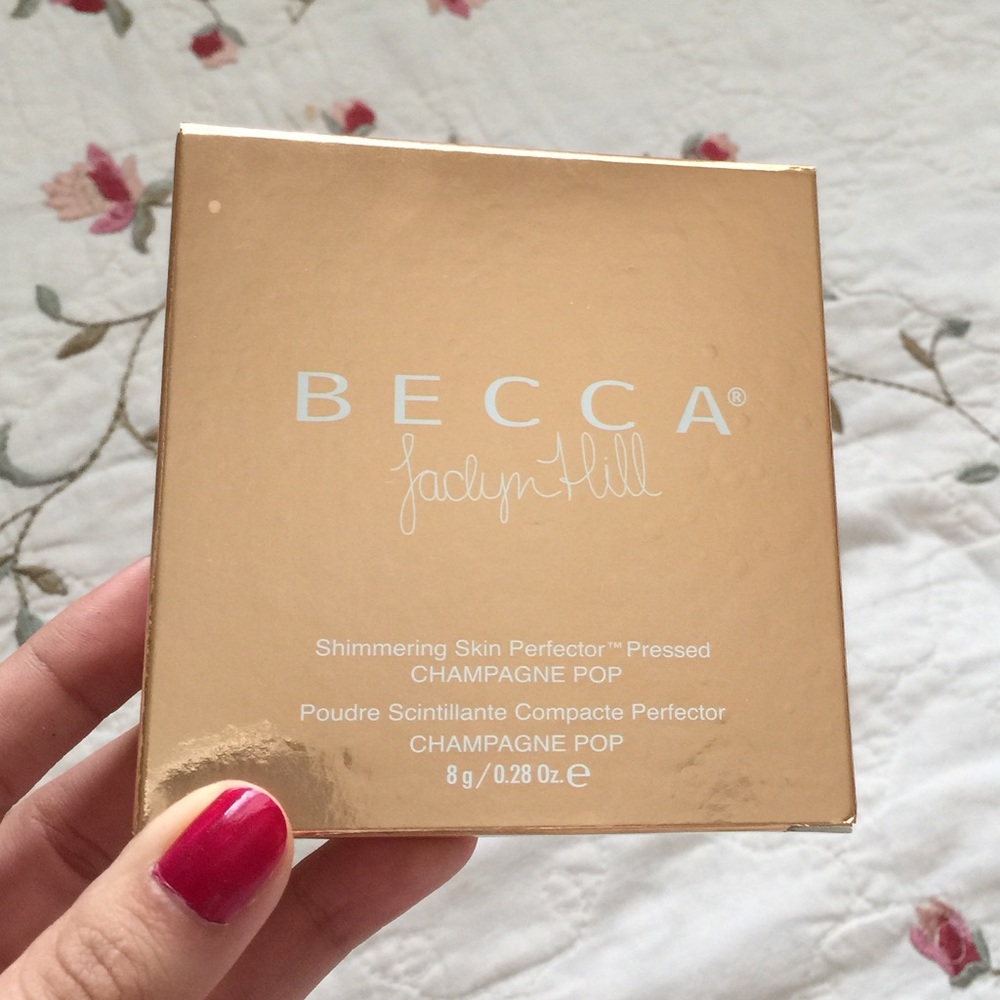 BECCA®
Jaclyn Hill
Shimmering Skin Perfector™ Pressed
CHAMPAGNE POP
Poudre Scintillante Compacte Perfector
CHAMPAGNE POP
8 g / 0.28 Oz. ℮